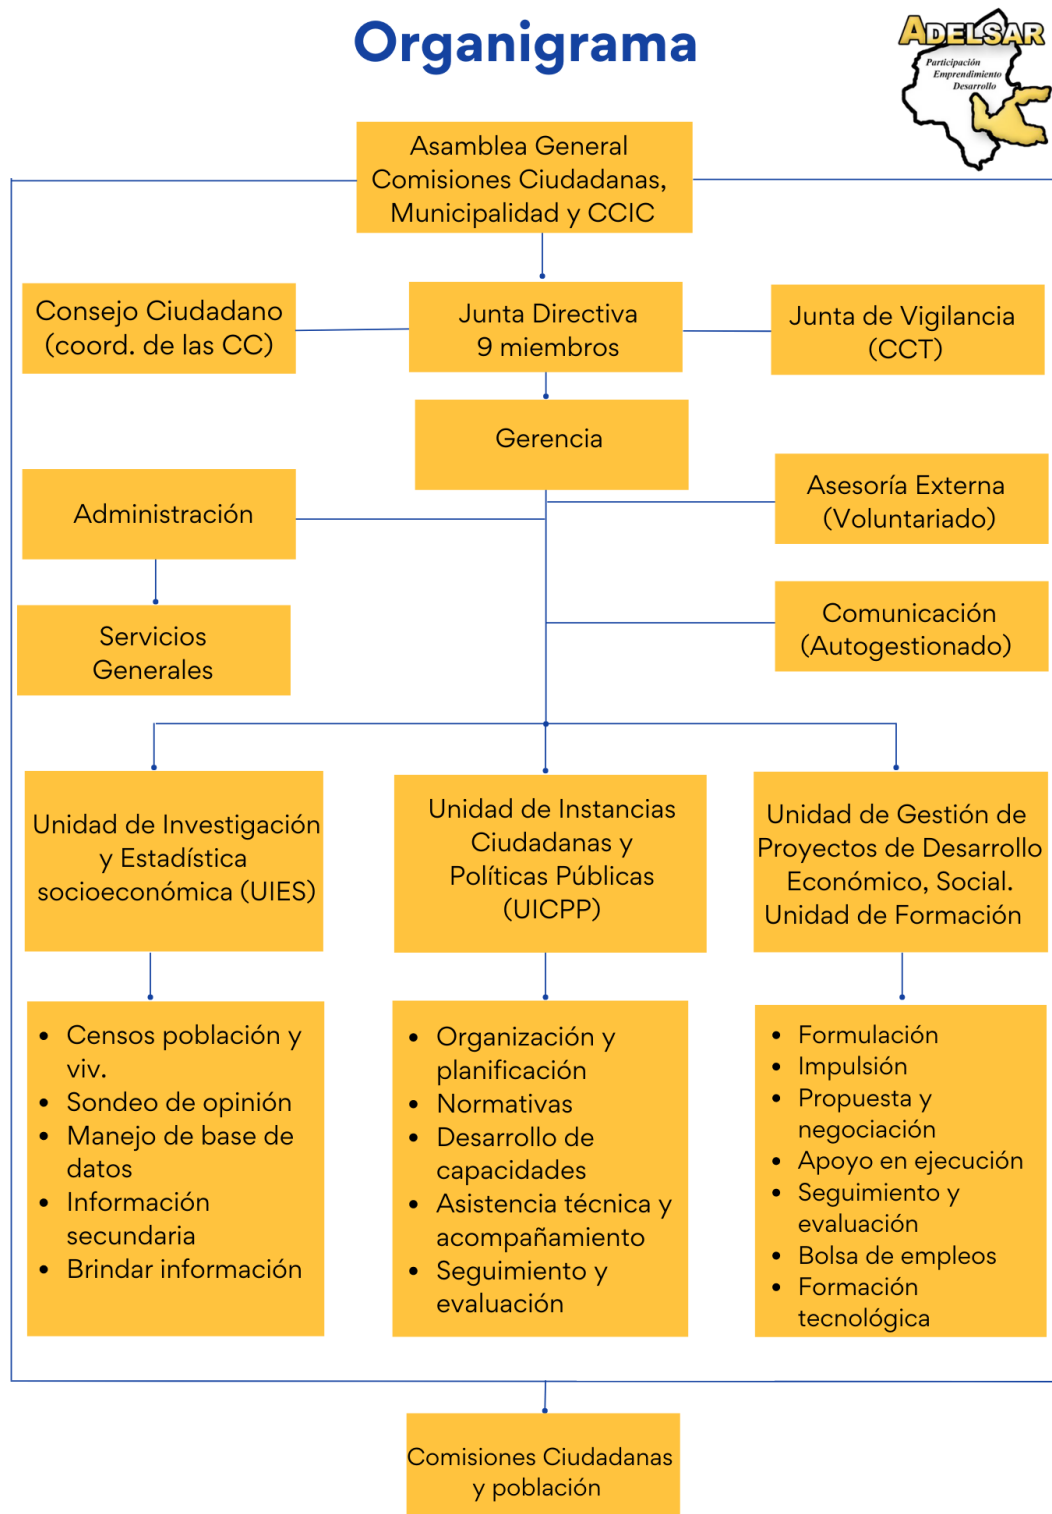 Organigrama
ADELSAR
Participación
Emprendimiento
Desarrollo
Asamblea General
Comisiones Ciudadanas,
Municipalidad y CCIC
Consejo Ciudadano
(coord. de las CC)
Junta Directiva
9 miembros
Junta de Vigilancia
(CCT)
Gerencia
Administración
Asesoría Externa
(Voluntariado)
Servicios
Generales
Comunicación
(Autogestionado)
Unidad de Investigación
y Estadística
socioeconómica (UIES)
Unidad de Instancias
Ciudadanas y
Políticas Públicas
(UICPP)
Unidad de Gestión de
Proyectos de Desarrollo
Económico, Social.
Unidad de Formación
• Censos población y
viv.
• Sondeo de opinión
• Manejo de base de
datos
• Información
secundaria
• Brindar información
• Organización y
planificación
• Normativas
• Desarrollo de
capacidades
• Asistencia técnica y
acompañamiento
• Seguimiento y
evaluación
• Formulación
• Impulsión
• Propuesta y
negociación
• Apoyo en ejecución
• Seguimiento y
evaluación
• Bolsa de empleos
• Formación
tecnológica
Comisiones Ciudadanas
y población